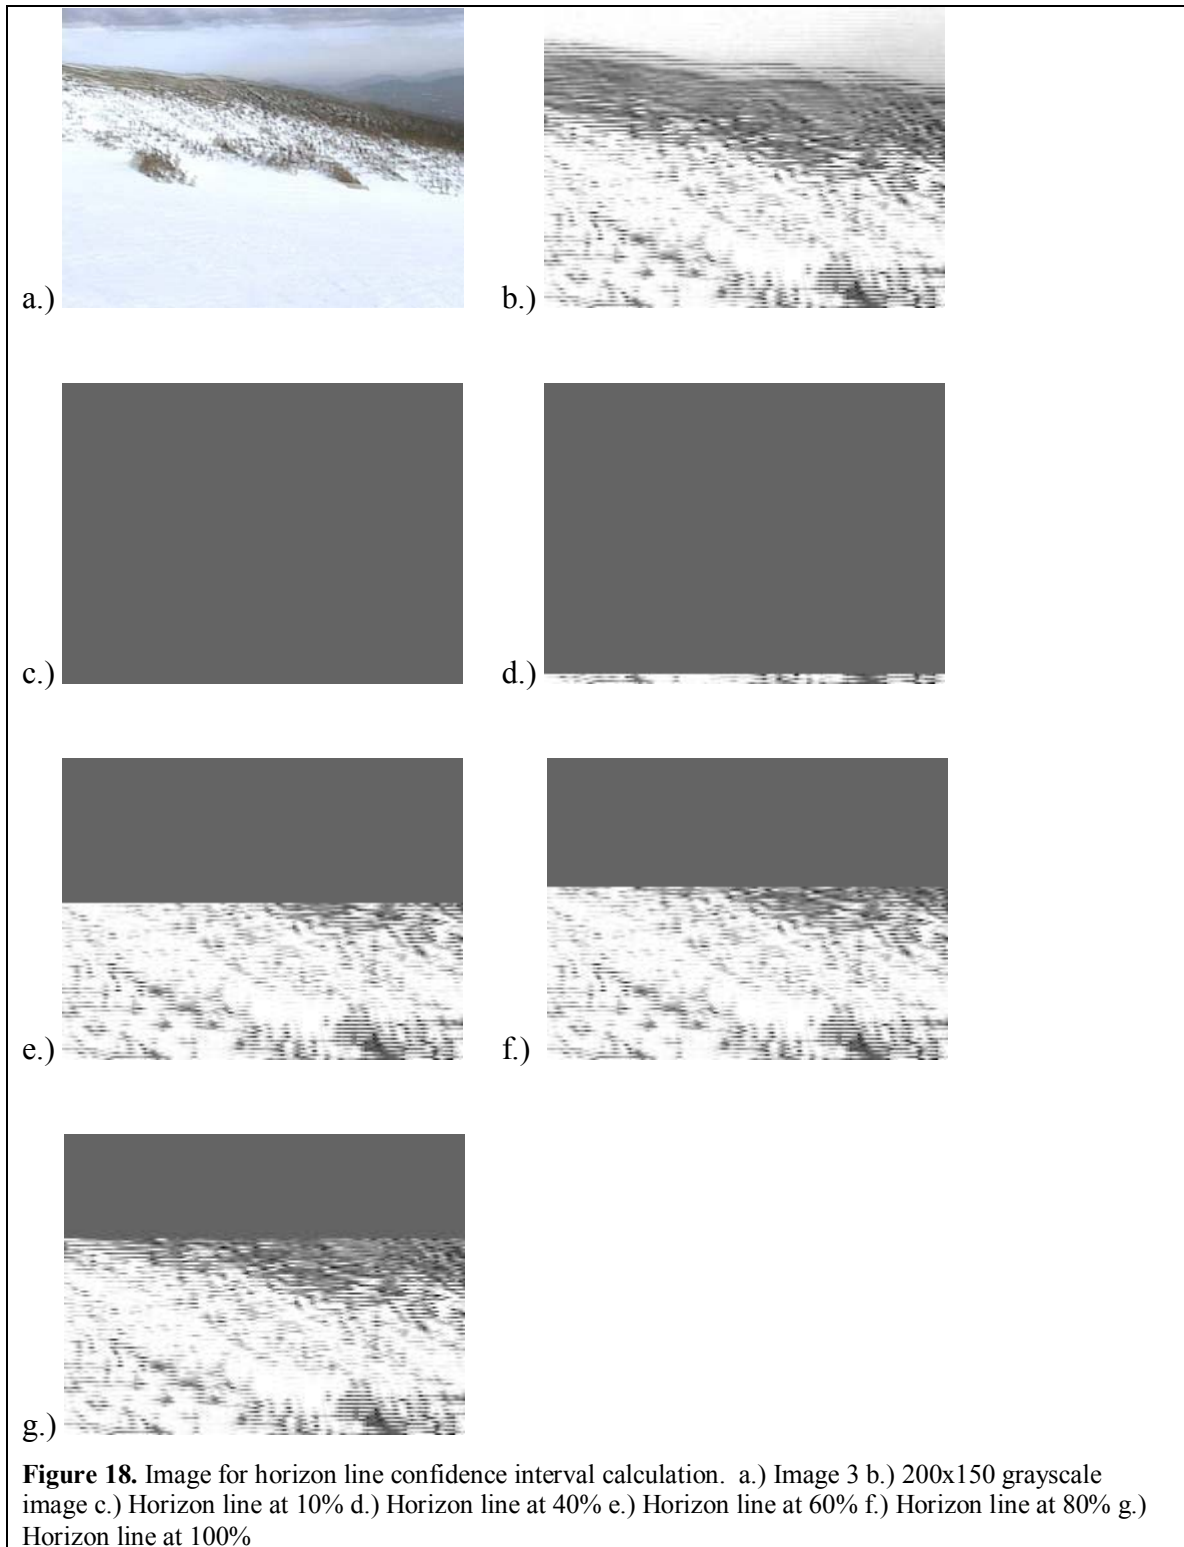 a.)
b.)
c.)
d.)
e.)
f.)
g.)
Figure 18. Image for horizon line confidence interval calculation. a.) Image 3 b.) 200x150 grayscale
image c.) Horizon line at 10% d.) Horizon line at 40% e.) Horizon line at 60% f.) Horizon line at 80% g.)
Horizon line at 100%